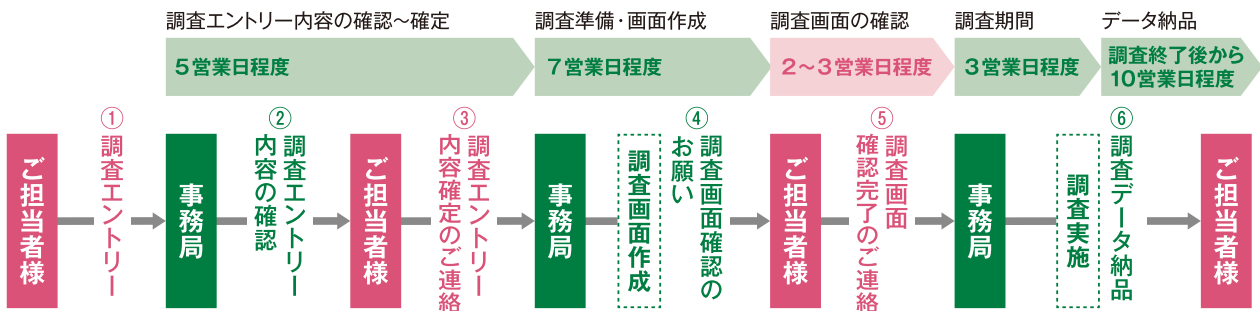 調査エントリー内容の確認～確定
調査準備・画面作成
調査画面の確認
調査期間
データ納品
5営業日程度
7営業日程度
2～3営業日程度
3営業日程度
調査終了後から
10営業日程度
ご担当者様
①
調査エントリー
事務局
②
調査エントリー
内容の確認
ご担当者様
③
調査エントリー
内容確定のご連絡
事務局
調査画面作成
④
調査画面確認の
お願い
ご担当者様
⑤
調査画面
確認完了のご連絡
事務局
調査実施
⑥
調査データ納品
ご担当者様